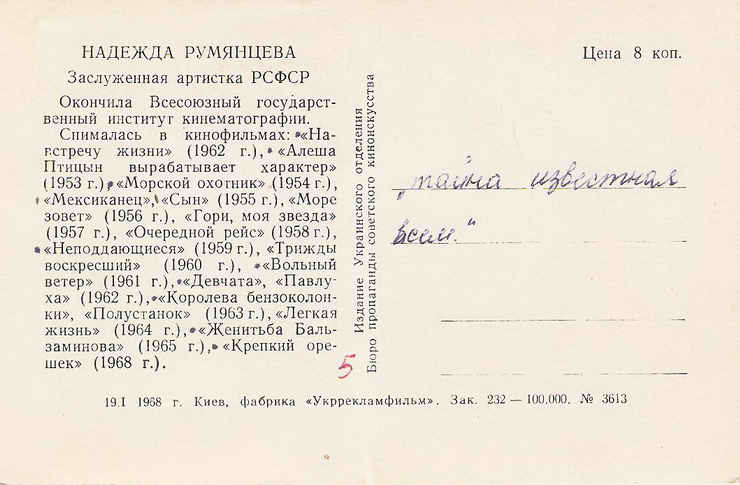 НАДЕЖДА РУМЯНЦЕВА
Заслуженная артистка РСФСР
Окончила Всесоюзный государст-
венный институт кинематографии.
Снималась в кинофильмах: «На-
встречу жизни» (1962 г.), «Алеша
Птицын вырабатывает характер»
(1953 г.) «Морской охотник» (1954 г.),
«Мексиканец», «Сын» (1955 г.), «Море
зовет» (1956 г.), «Гори, моя звезда»
(1957 г.), «Очередной рейс» (1958 г.),
«Неподдающиеся» (1959 г.), «Трижды
воскресший» (1960 г.), «Вольный
ветер» (1961 г.), «Девчата», «Павлу-
ха» (1962 г.), «Королева бензоколон-
ки», «Полустанок» (1963 г.), «Легкая
жизнь» (1964 г.), «Женитьба Баль-
заминова» (1965 г.), «Крепкий оре-
шек» (1968 г.).
5
Издание Украинского отделения
Бюро пропаганды советского киноискусства
Цена 8 коп.
„тайна известная
всем."
19.I 1968 г. Киев, фабрика «Укррекламфильм». Зак. 232 — 100,000. № 3613